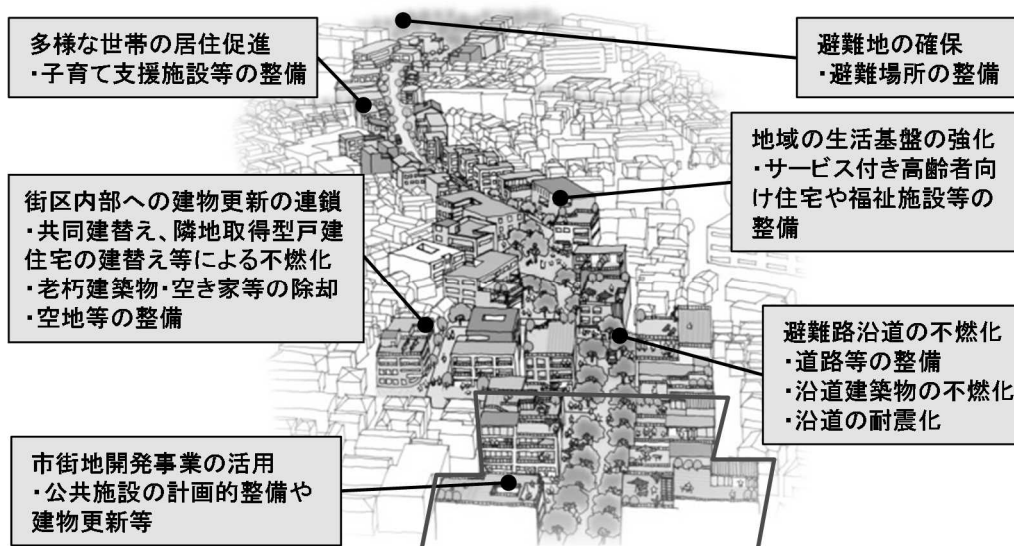 多様な世帯の居住促進
・子育て支援施設等の整備
避難地の確保
・避難場所の整備
地域の生活基盤の強化
・サービス付き高齢者向
け住宅や福祉施設等の
整備
街区内部への建物更新の連鎖
・共同建替え、隣地取得型戸建
住宅の建替え等による不燃化
・老朽建築物・空き家等の除却
・空地等の整備
避難路沿道の不燃化
・道路等の整備
・沿道建築物の不燃化
・沿道の耐震化
市街地開発事業の活用
・公共施設の計画的整備や
建物更新等